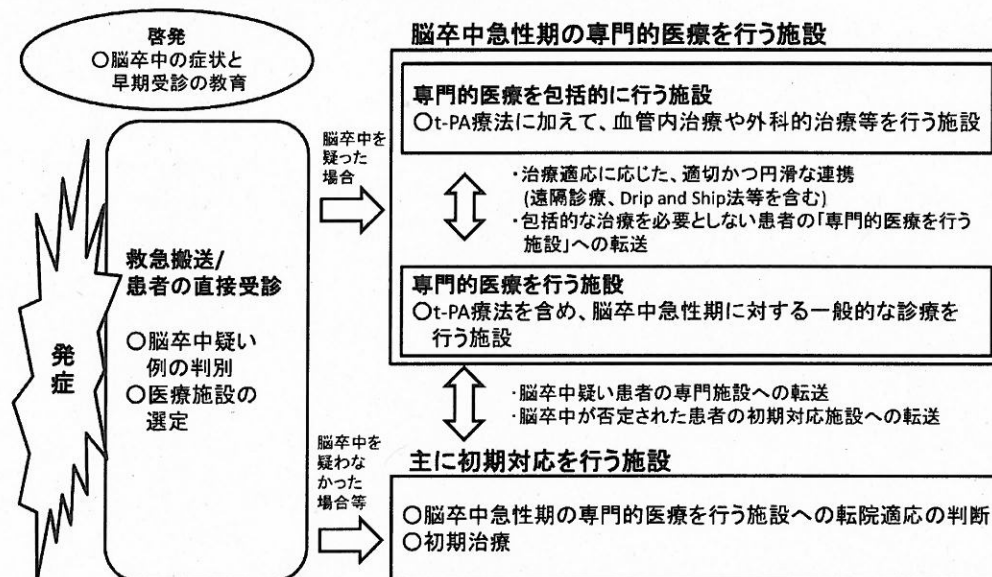 啓発
○脳卒中の症状と
早期受診の教育
発症
救急搬送/
患者の直接受診
○脳卒中疑い
例の判別
○医療施設の
選定
脳卒中を
疑った
場合
脳卒中を
疑わな
かった
場合等
脳卒中急性期の専門的医療を行う施設
専門的医療を包括的に行う施設
○t-PA療法に加えて、血管内治療や外科的治療等を行う施設
・治療適応に応じた、適切かつ円滑な連携
(遠隔診療、Drip and Ship法等を含む)
・包括的な治療を必要としない患者の「専門的医療を行う
施設」への転送
専門的医療を行う施設
○t-PA療法を含め、脳卒中急性期に対する一般的な診療を
行う施設
・脳卒中疑い患者の専門施設への転送
・脳卒中が否定された患者の初期対応施設への転送
主に初期対応を行う施設
○脳卒中急性期の専門的医療を行う施設への転院適応の判断
○初期治療